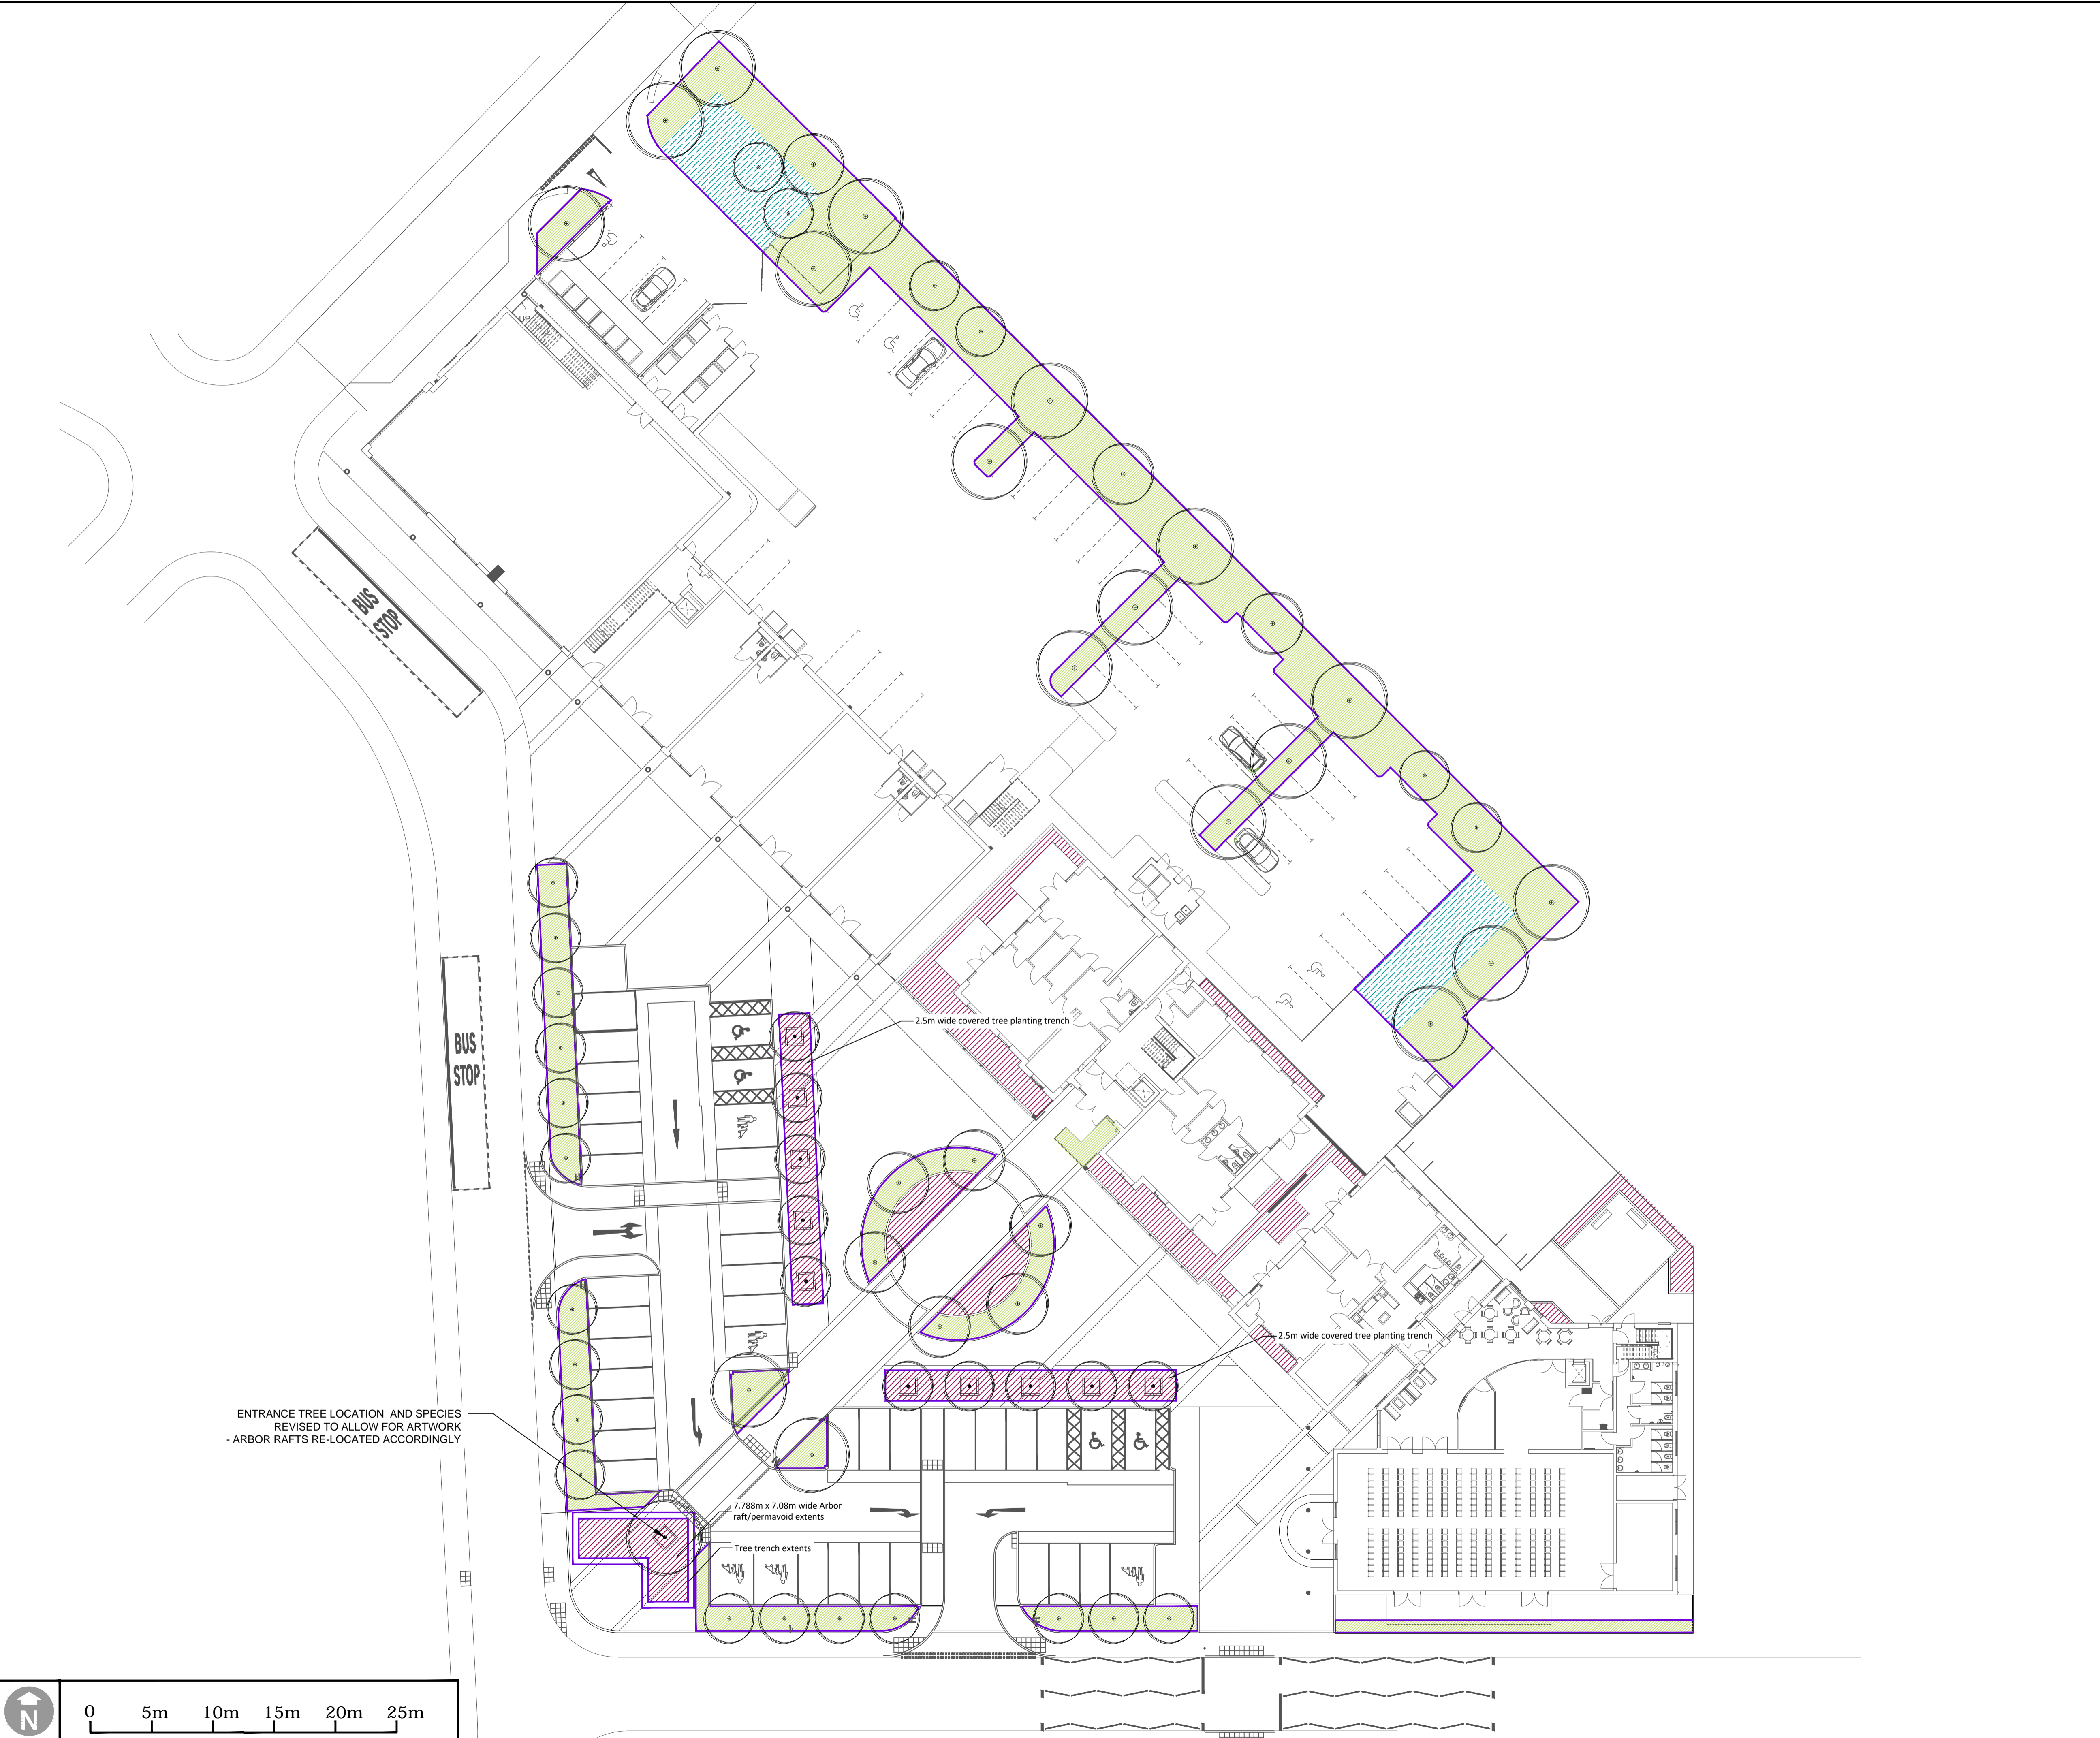 UP
BUS
STOP
2.5m wide covered tree planting trench
BUS
STOP
2.5m wide covered tree planting trench
ENTRANCE TREE LOCATION AND SPECIES
REVISED TO ALLOW FOR ARTWORK
- ARBOR RAFTS RE-LOCATED ACCORDINGLY
7.788m x 7.08m wide Arbor
raft/permavoid extents
Tree trench extents
N
0 5m 10m 15m 20m 25m